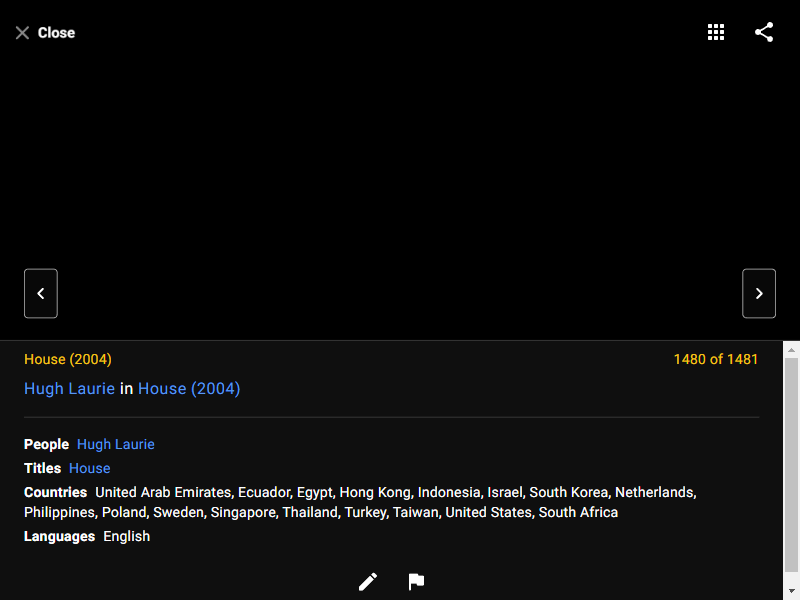 Close
House (2004)
1480 of 1481
Hugh Laurie in House (2004)
People Hugh Laurie
Titles House
Countries United Arab Emirates, Ecuador, Egypt, Hong Kong, Indonesia, Israel, South Korea, Netherlands,
Philippines, Poland, Sweden, Singapore, Thailand, Turkey, Taiwan, United States, South Africa
Languages English